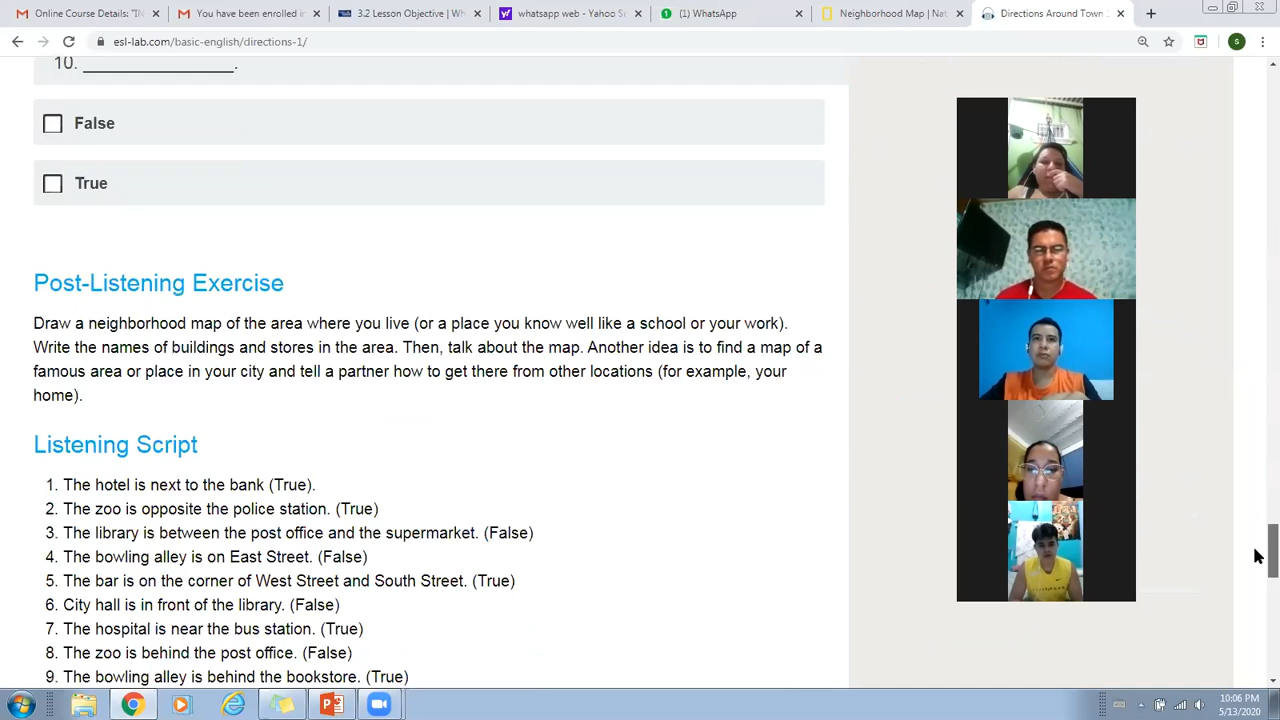 Online Course Details: "IN
You have been enrolled in
3.2 Lesson Objective | Wh
whatsapp web - Yahoo S
(1) WhatsApp
Neighborhood Map | Nat
Directions Around Town
esl-lab.com/basic-english/directions-1/
S
10. ________________.
False
True
Post-Listening Exercise
Draw a neighborhood map of the area where you live (or a place you know well like a school or your work).
Write the names of buildings and stores in the area. Then, talk about the map. Another idea is to find a map of a
famous area or place in your city and tell a partner how to get there from other locations (for example, your
home).
Listening Script
1. The hotel is next to the bank (True).
2. The zoo is opposite the police station. (True)
3. The library is between the post office and the supermarket. (False)
4. The bowling alley is on East Street. (False)
5. The bar is on the corner of West Street and South Street. (True)
6. City hall is in front of the library. (False)
7. The hospital is near the bus station. (True)
8. The zoo is behind the post office. (False)
9. The bowling alley is behind the bookstore. (True)
10:06 PM
5/13/2020